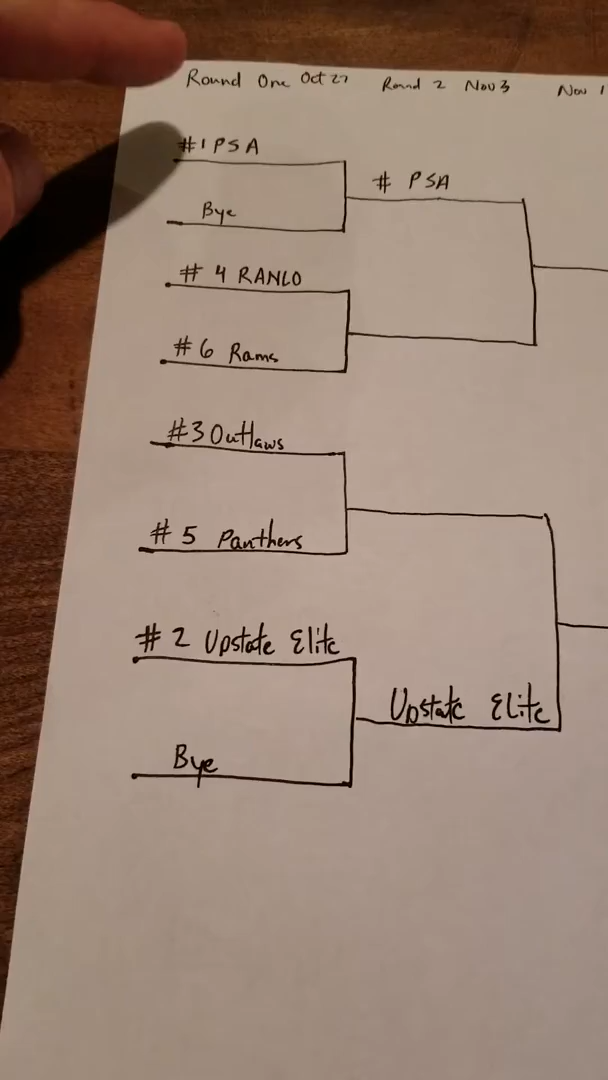 Round One Oct 27
Round 2 Nov 3
Nov 1
#1 PSA
Bye
# PSA
# 4 RANLO
#6 Rams
#3 Outlaws
# 5 Panthers
# 2 Upstate Elite
Bye
Upstate Elite